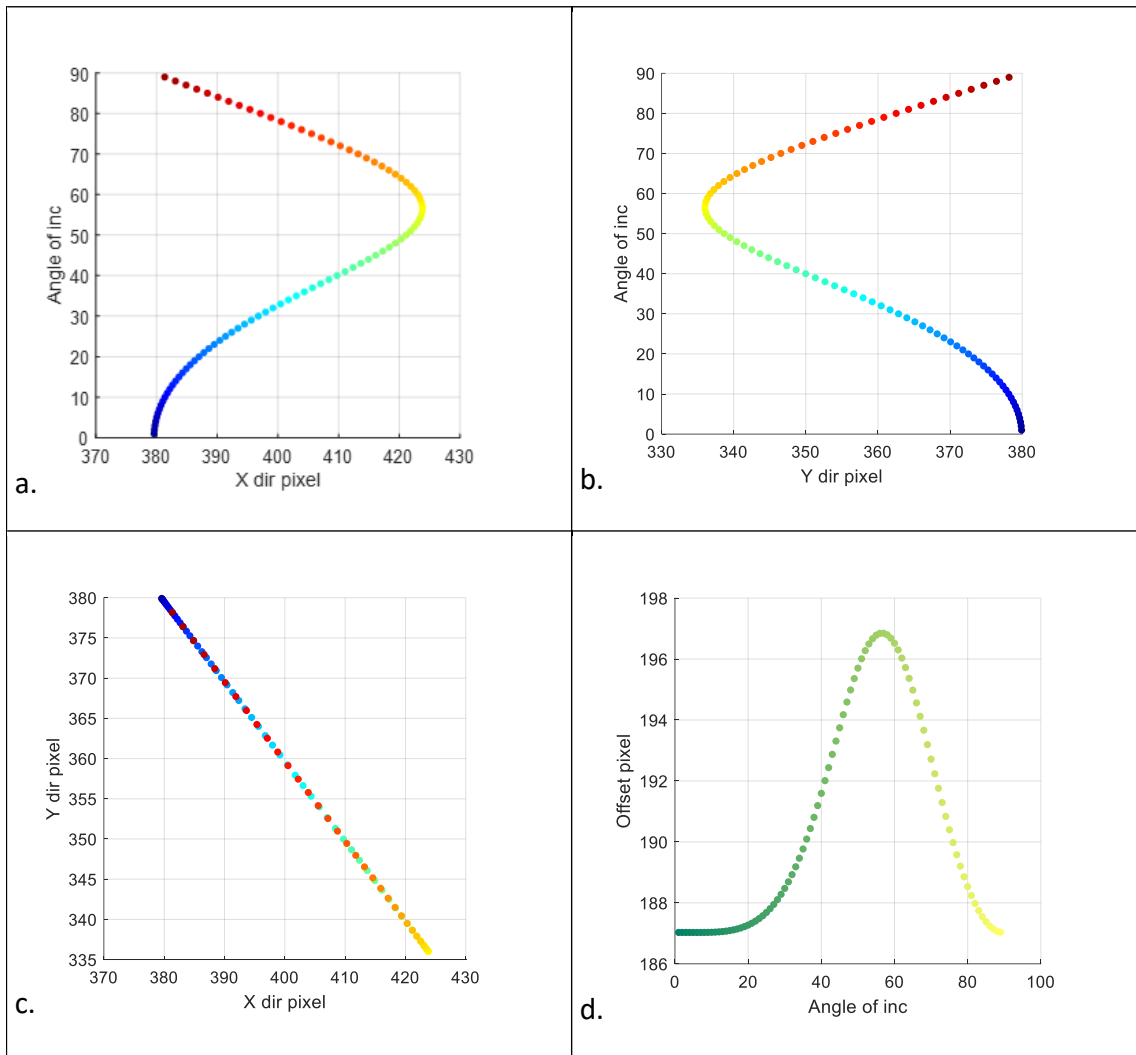 90
80
70
60
50
40
30
20
10
0
Angle of inc
370 380 390 400 410 420 430
X dir pixel
a.
90
80
70
60
50
40
30
20
10
0
Angle of inc
330 340 350 360 370 380
Y dir pixel
b.
380
375
370
365
360
355
350
345
340
335
Y dir pixel
370 380 390 400 410 420 430
X dir pixel
c.
198
196
194
192
190
188
186
Offset pixel
0 20 40 60 80 100
Angle of inc
d.